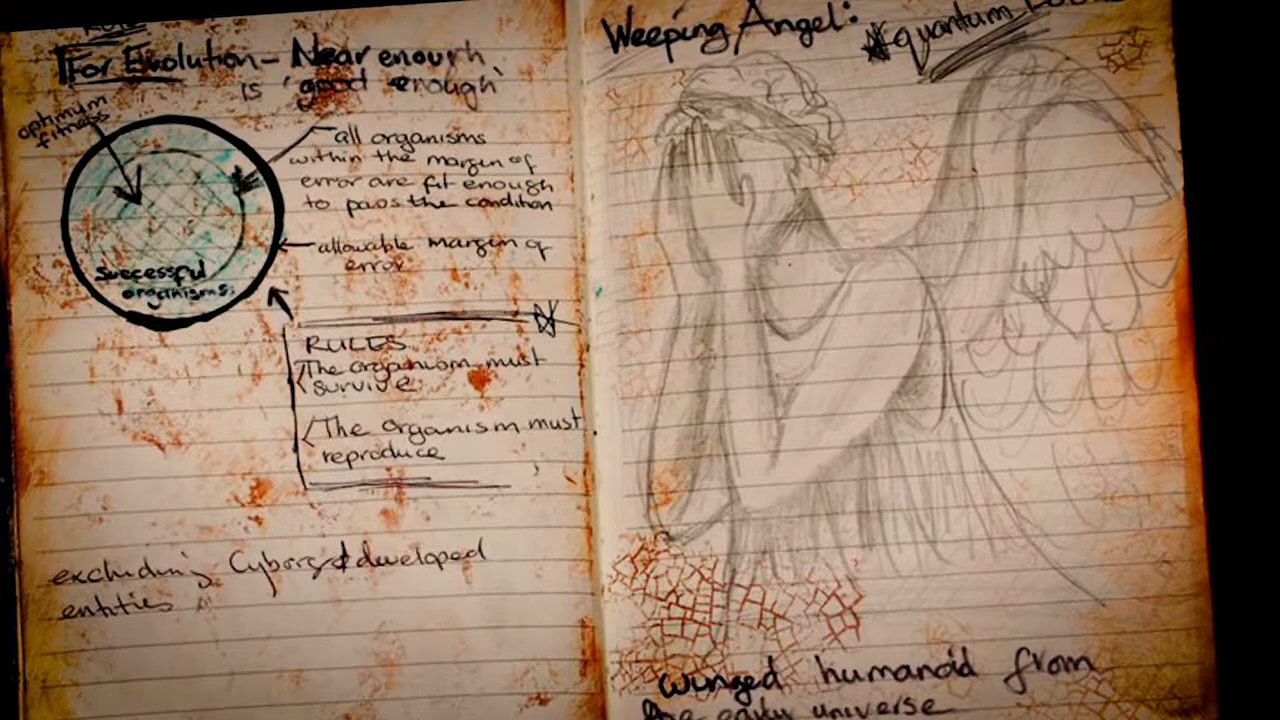 For Evolution - Near enough
is 'good enough'
optimum
fitness
all organisms
within the margin of
error are fit enough
to pass the condition
allowable margin of
error
Successful
organisms.
RULES
The organism must
survive
The organism must
reproduce
excluding Cyborgs & developed
entities
Weeping Angel:
*quantum
winged humanoid from
the early universe